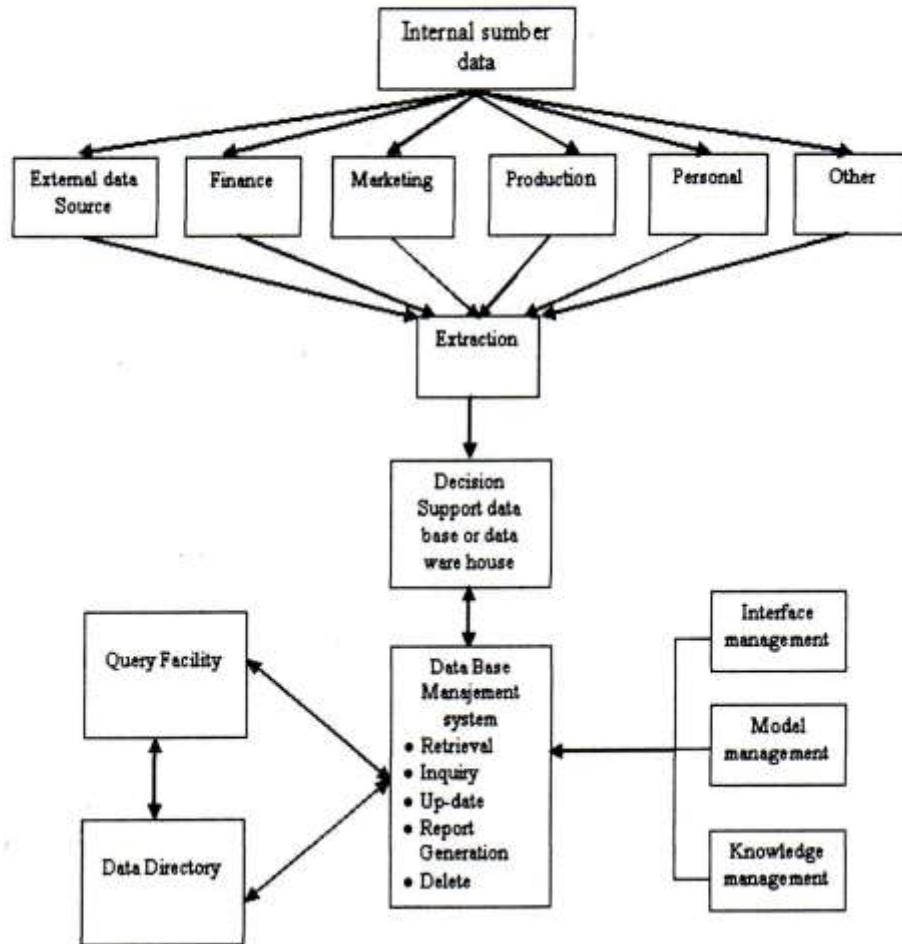 Internal sumber
data
External data
Source
Finance
Marketing
Production
Personal
Other
Extraction
Decision
Support data
base or data
ware house
Query Facility
Data Directory
Data Base
Manajement
system
• Retrieval
• Inquiry
• Up-date
• Report
Generation
• Delete
Interface
management
Model
management
Knowledge
management